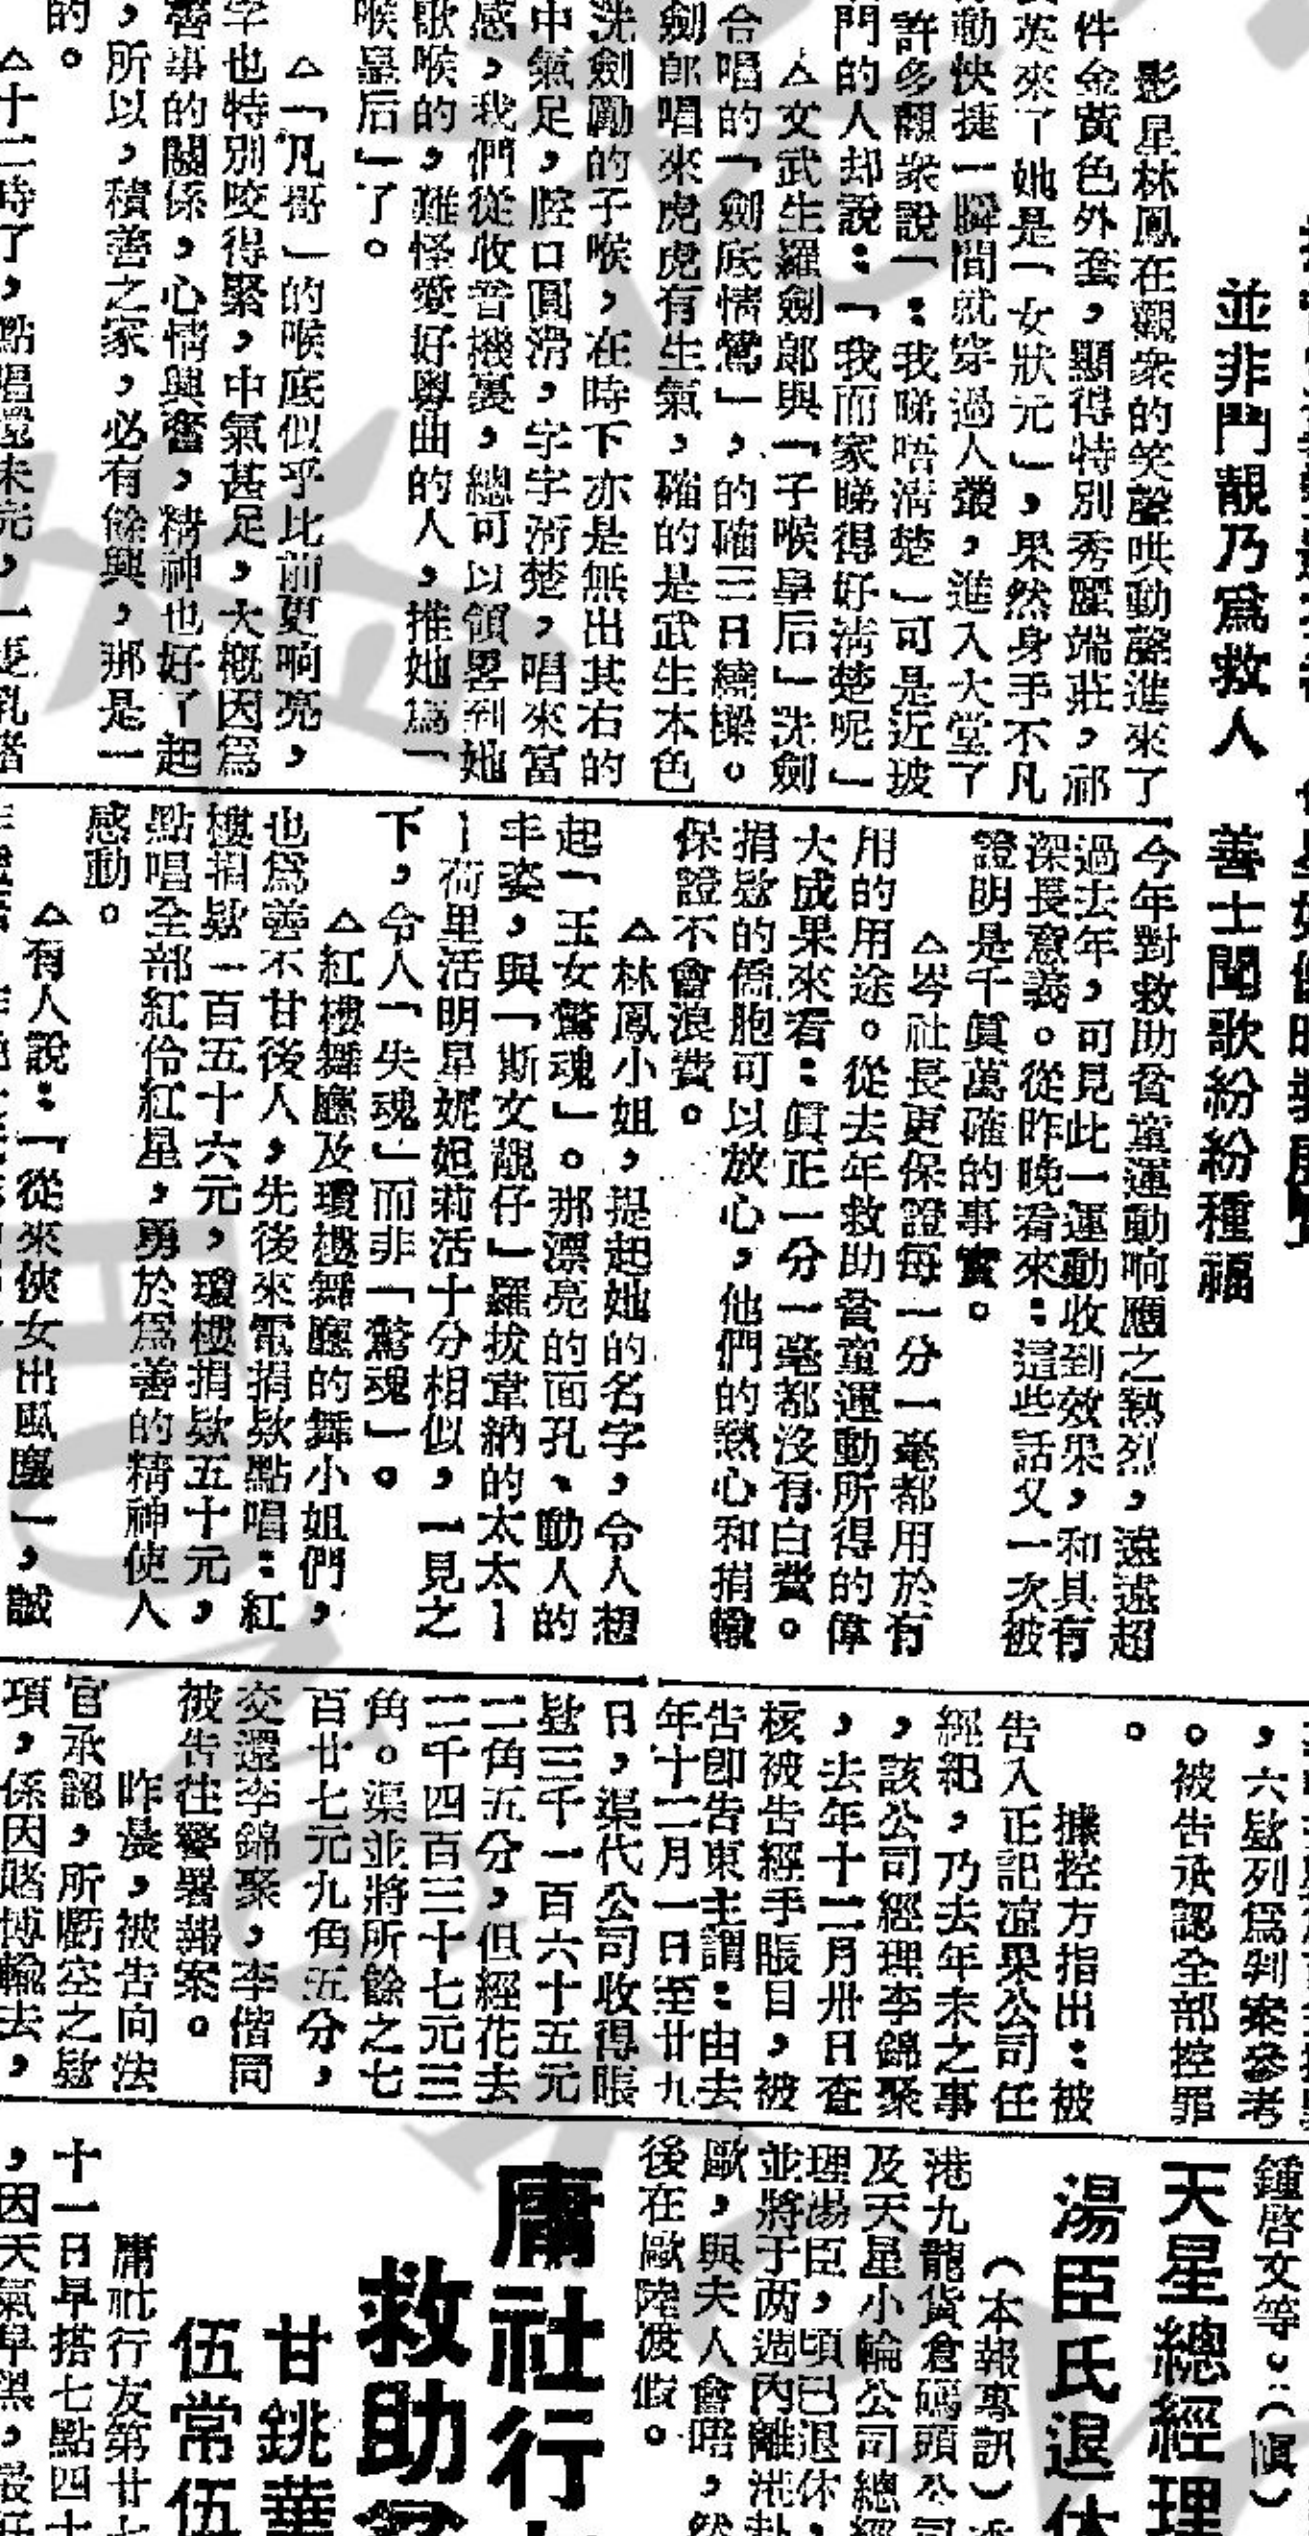 並非鬥靚乃爲救人 善士聞歌紛紛種福
影星林鳳在觀衆的笑聲哄動聲進來了
件金黃色外套，顯得特別秀麗端莊，祁
英來了她是「女狀元」，果然身手不凡
動快捷一瞬間就穿過人叢，進入大堂了
許多觀衆說「：我睇唔清楚」可是近玻
門的人却說：「我而家睇得好清楚呢」
△文武生羅劍郎與「子喉皇后」冼劍
合唱的「劍底情鴛」，的確三日繞樑。
劍郎唱來虎虎有生氣，確的是武生本色
冼劍勵的子喉，在時下亦是無出其右的
中氣足，腔口圓滑，字字淸楚，唱來富
感，我們從收音機裏，總可以領畧到她
歌喉的，難怪愛好粵曲的人，推她爲「
喉皇后」了。
△「凡哥」的喉底似乎比前更响亮，
字也特別咬得緊，中氣甚足，大概因爲
善事的關係，心情興奮，精神也好了起
，所以，積善之家，必有餘興，那是一
的。
△十二時了，點唱還未完，一
今年對救助貧童運動响應之熱烈，遠遠超
過去年，可見此一運動收到效果，和具有
深長意義。從昨晚看來：這些話又一次被
證明是千眞萬確的事實。
△岑社長更保證每一分一毫都用於有
用的用途。從去年救助貧童運動所得的偉
大成果來看：眞正一分一毫都沒有白費。
捐欵的僑胞可以放心，他們的熱心和捐輸
保證不會浪費。
△林鳳小姐，提起她的名字，令人想
起「玉女驚魂」。那漂亮的面孔、動人的
丰姿，與「斯文靚仔」羅拔韋納的太太—
—荷里活明星妮妲莉活十分相似，一見之
下，令人「失魂」而非「驚魂」。
△紅樓舞廳及瓊樓舞廳的舞小姐們，
也爲善不甘後人，先後來電捐欵點唱：紅
樓捐欵一百五十六元，瓊樓捐欵五十元，
點唱全部紅伶紅星，勇於爲善的精神使人
感動。
△有人說：「從來俠女出風塵」，誠
，六欵列爲判案參考
。被告承認全部控罪
。
據控方指出：被
告入正記涼果公司任
經紀，乃去年末之事
，該公司經理李錦聚
，去年十二月卅日查
核被告經手賬目，被
告即告東主謂：由去
年十二月一日至廿九
日，渠代公司收得賬
欵三千一百六十五元
二角五分，但經花去
二千四百三十七元三
角。渠並將所餘之七
百廿七元九角五分，
交還李錦聚，李偕同
被告往警署報案。
昨晨，被告向法
官承認，所虧空之欵
項，係因賭博輸去，
鍾啓文等。（愼）
天星總經理
湯臣氏退休
（本報專訊）
港九龍貨倉碼頭公司
及天星小輪公司總經
理湯臣，頃已退休，
並將于两週內離港赴
歐，與夫人會晤，然
後在歐陸渡假。
庸社行
救助
甘銚華
伍常伍
庸社行友第廿七
十一日早搭七點四十